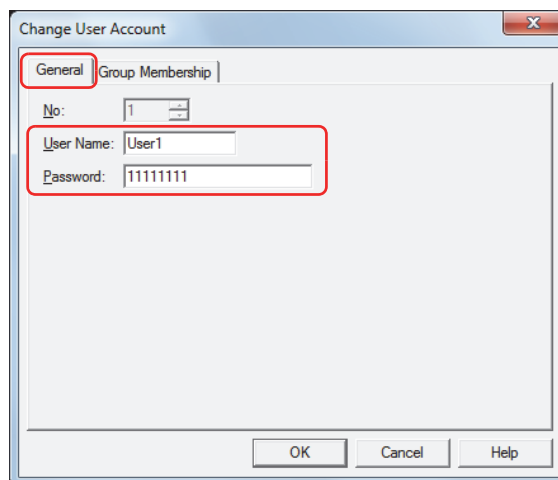 Change User Account
General Group Membership
No: 1
User Name: User1
Password: 11111111
OK Cancel Help